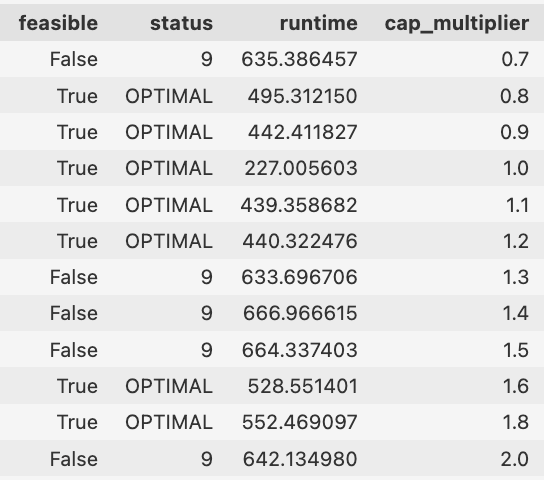 feasible status runtime cap_multiplier
False 9 635.386457 0.7
True OPTIMAL 495.312150 0.8
True OPTIMAL 442.411827 0.9
True OPTIMAL 227.005603 1.0
True OPTIMAL 439.358682 1.1
True OPTIMAL 440.322476 1.2
False 9 633.696706 1.3
False 9 666.966615 1.4
False 9 664.337403 1.5
True OPTIMAL 528.551401 1.6
True OPTIMAL 552.469097 1.8
False 9 642.134980 2.0